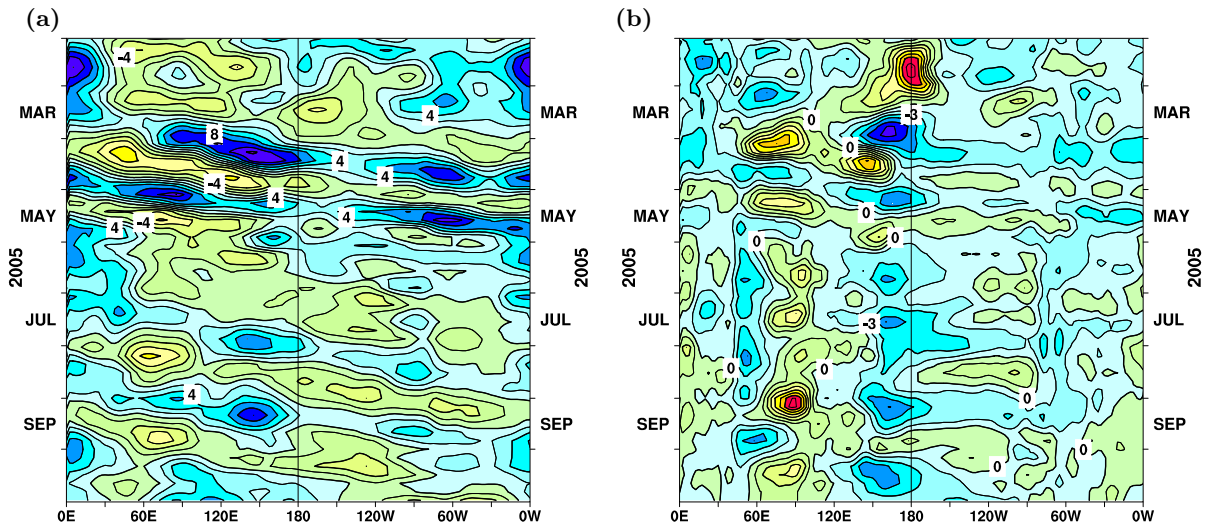 (a) (b)
-4
MAR 4 MAR MAR 0 -3 MAR
8
4 0
-4 4 4
MAY 4 -4 4 MAY MAY 0 MAY
0 0
2005 2005 2005
JUL JUL JUL -3 JUL
4 0 0
0
SEP SEP SEP SEP
0 0
0E 60E 120E 180 120W 60W 0W 0E 60E 120E 180 120W 60W 0W